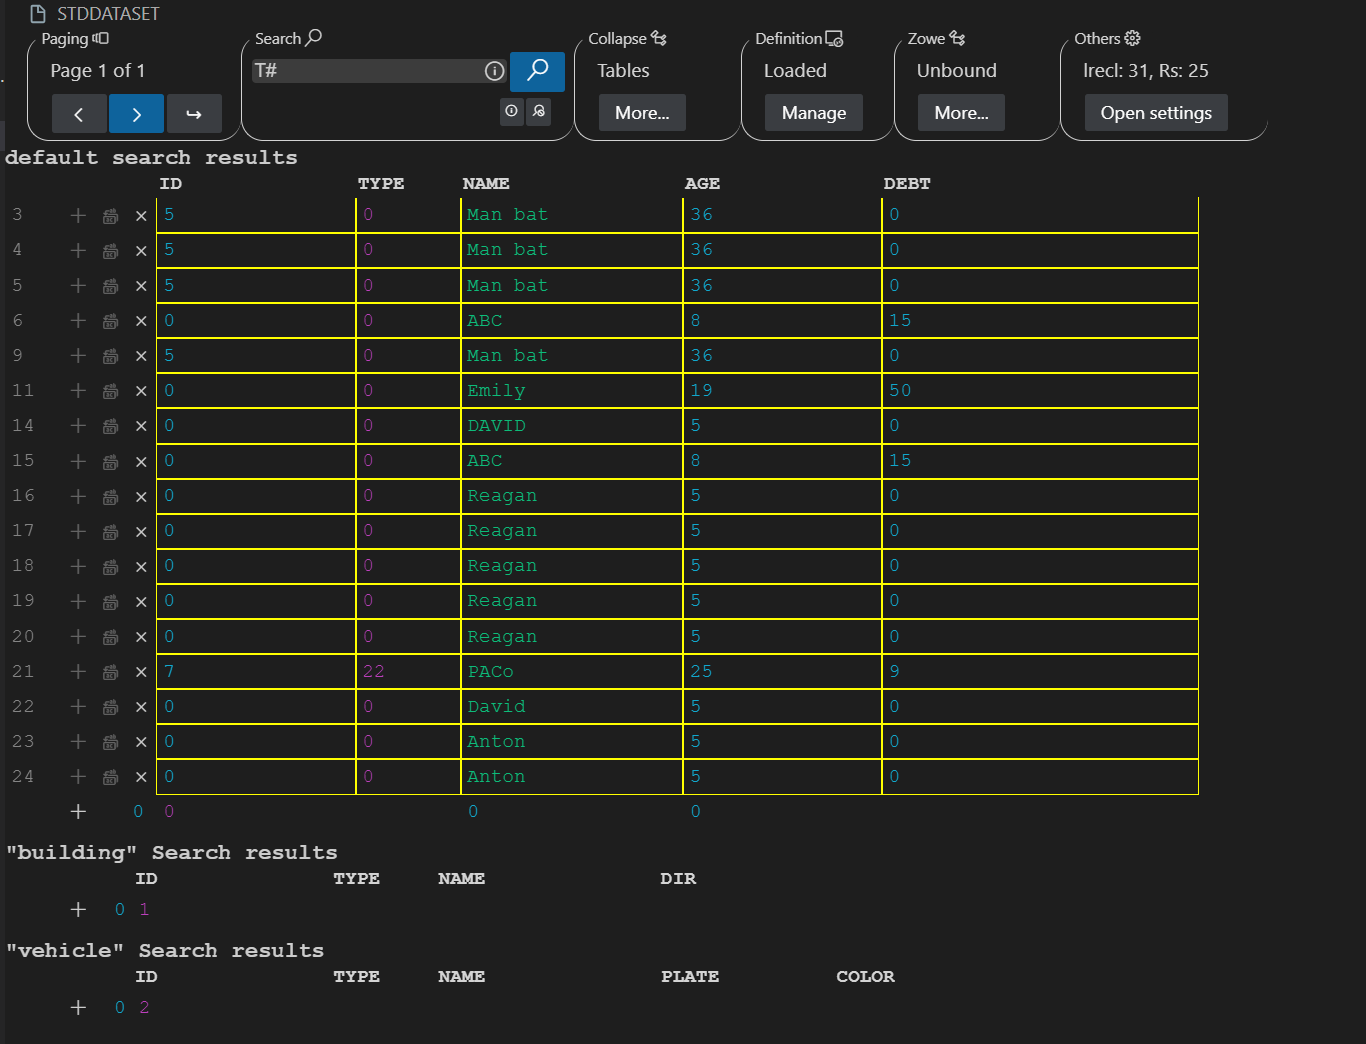 STDDATASET
Paging Search Collapse Definition Zowe Others
Page 1 of 1 T# Tables Loaded Unbound lrecl: 31, Rs: 25
More... Manage More... Open settings
default search results
ID TYPE NAME AGE DEBT
3 5 0 Man bat 36 0
4 5 0 Man bat 36 0
5 5 0 Man bat 36 0
6 0 0 ABC 8 15
9 5 0 Man bat 36 0
11 0 0 Emily 19 50
14 0 0 DAVID 5 0
15 0 0 ABC 8 15
16 0 0 Reagan 5 0
17 0 0 Reagan 5 0
18 0 0 Reagan 5 0
19 0 0 Reagan 5 0
20 0 0 Reagan 5 0
21 7 22 PACo 25 9
22 0 0 David 5 0
23 0 0 Anton 5 0
24 0 0 Anton 5 0
0 0 0 0
"building" Search results
ID TYPE NAME DIR
0 1
"vehicle" Search results
ID TYPE NAME PLATE COLOR
0 2